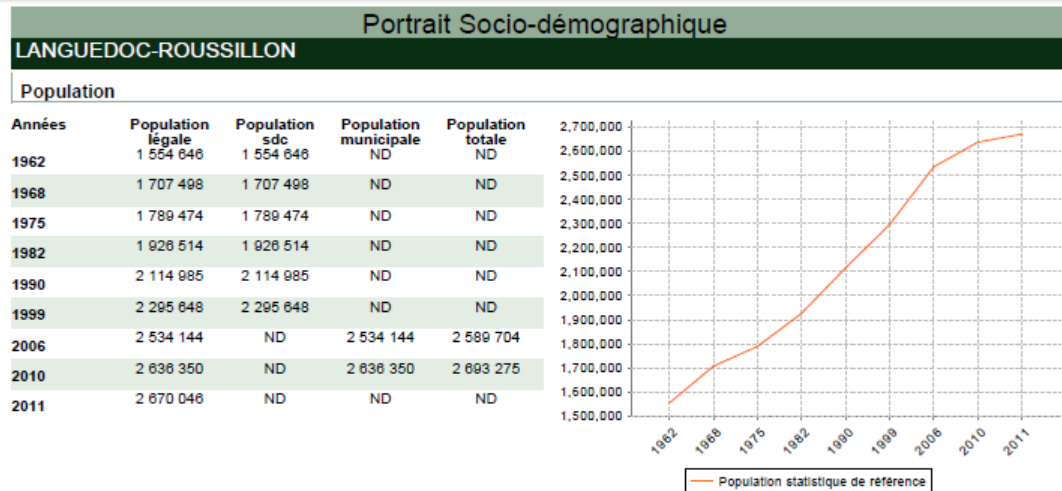 Portrait Socio-démographique
LANGUEDOC-ROUSSILLON
Population
Années Population légale Population sdc Population municipale Population totale
1962 1 554 646 1 554 646 ND ND
1968 1 707 498 1 707 498 ND ND
1975 1 789 474 1 789 474 ND ND
1982 1 926 514 1 926 514 ND ND
1990 2 114 985 2 114 985 ND ND
1999 2 295 648 2 295 648 ND ND
2006 2 534 144 ND 2 534 144 2 589 704
2010 2 636 350 ND 2 636 350 2 693 275
2011 2 670 046 ND ND ND
2,700,000
2,600,000
2,500,000
2,400,000
2,300,000
2,200,000
2,100,000
2,000,000
1,900,000
1,800,000
1,700,000
1,600,000
1,500,000
1962 1968 1975 1982 1990 1999 2006 2010 2011
Population statistique de référence